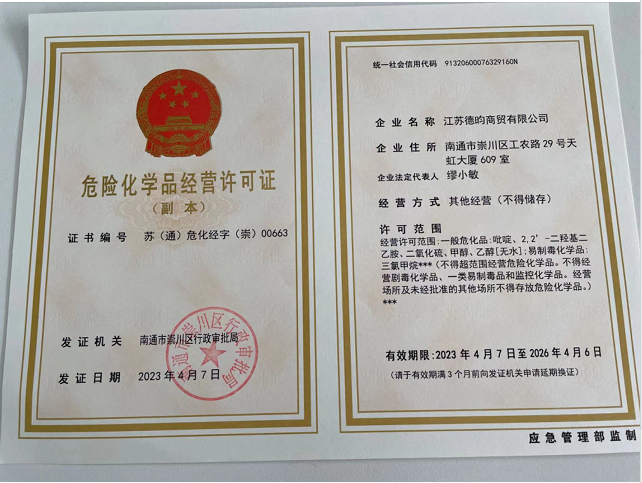 危险化学品经营许可证
（副本）
证书编号 苏（通）危化经字（崇）00663
发证机关 南通市崇川区行政审批局
发证日期 2023年4月7日
南通市崇川区行政审批局
统一社会信用代码 91320600076329160N
企业名称 江苏德昀商贸有限公司
企业住所 南通市崇川区工农路29号天
虹大厦609室
企业法定代表人 缪小敏
经营方式 其他经营（不得储存）
许可范围
经营许可范围:一般危化品:吡啶、2,2'-二羟基二
乙胺、二氧化硫、甲醇、乙醇[无水];易制毒化学品:
三氯甲烷***（不得超范围经营危险化学品。不得经
营剧毒化学品、一类易制毒品和监控化学品。经营
场所及未经批准的其他场所不得存放危险化学品。）
***
有效期限:2023年4月7日至2026年4月6日
（请于有效期满3个月前向发证机关申请延期换证）
应急管理部监制